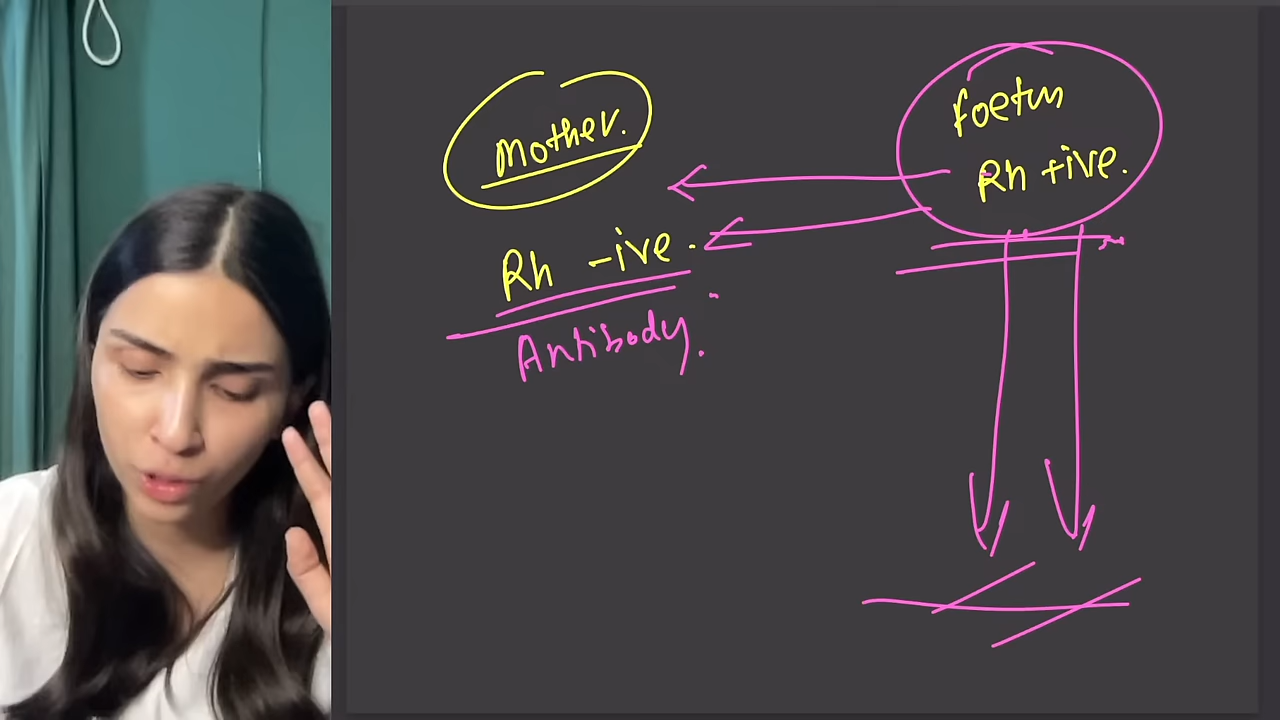 Mother.
Rh -ive.
Antibody.
foetus
Rh +ive.